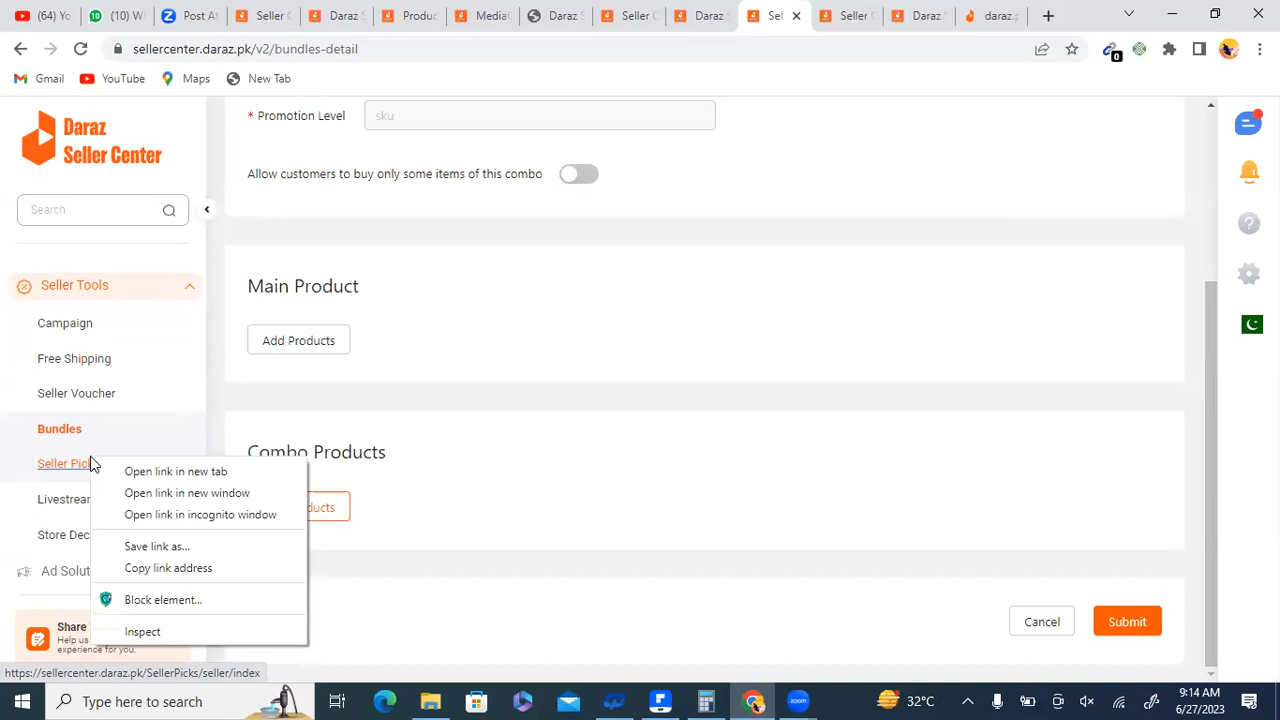 (64) Yo
(10) W
Post A
Seller C
Daraz
Produc
MediaC
Daraz S
Seller C
Daraz
Sel
Seller
Daraz
daraz.p
sellercenter.daraz.pk/v2/bundles-detail
0
Gmail
YouTube
Maps
New Tab
Daraz
Seller Center
Search
Seller Tools
Campaign
Free Shipping
Seller Voucher
Bundles
Seller Pic
Livestream
Store Dec
Ad Solut
Share
Help us
experience for you.
* Promotion Level
sku
Allow customers to buy only some items of this combo
Main Product
Add Products
Combo Products
ducts
Open link in new tab
Open link in new window
Open link in incognito window
Save link as...
Copy link address
Block element...
Inspect
Cancel
Submit
https://sellercenter.daraz.pk/SellerPicks/seller/index
Type here to search
zoom
32°C
9:14 AM
6/27/2023